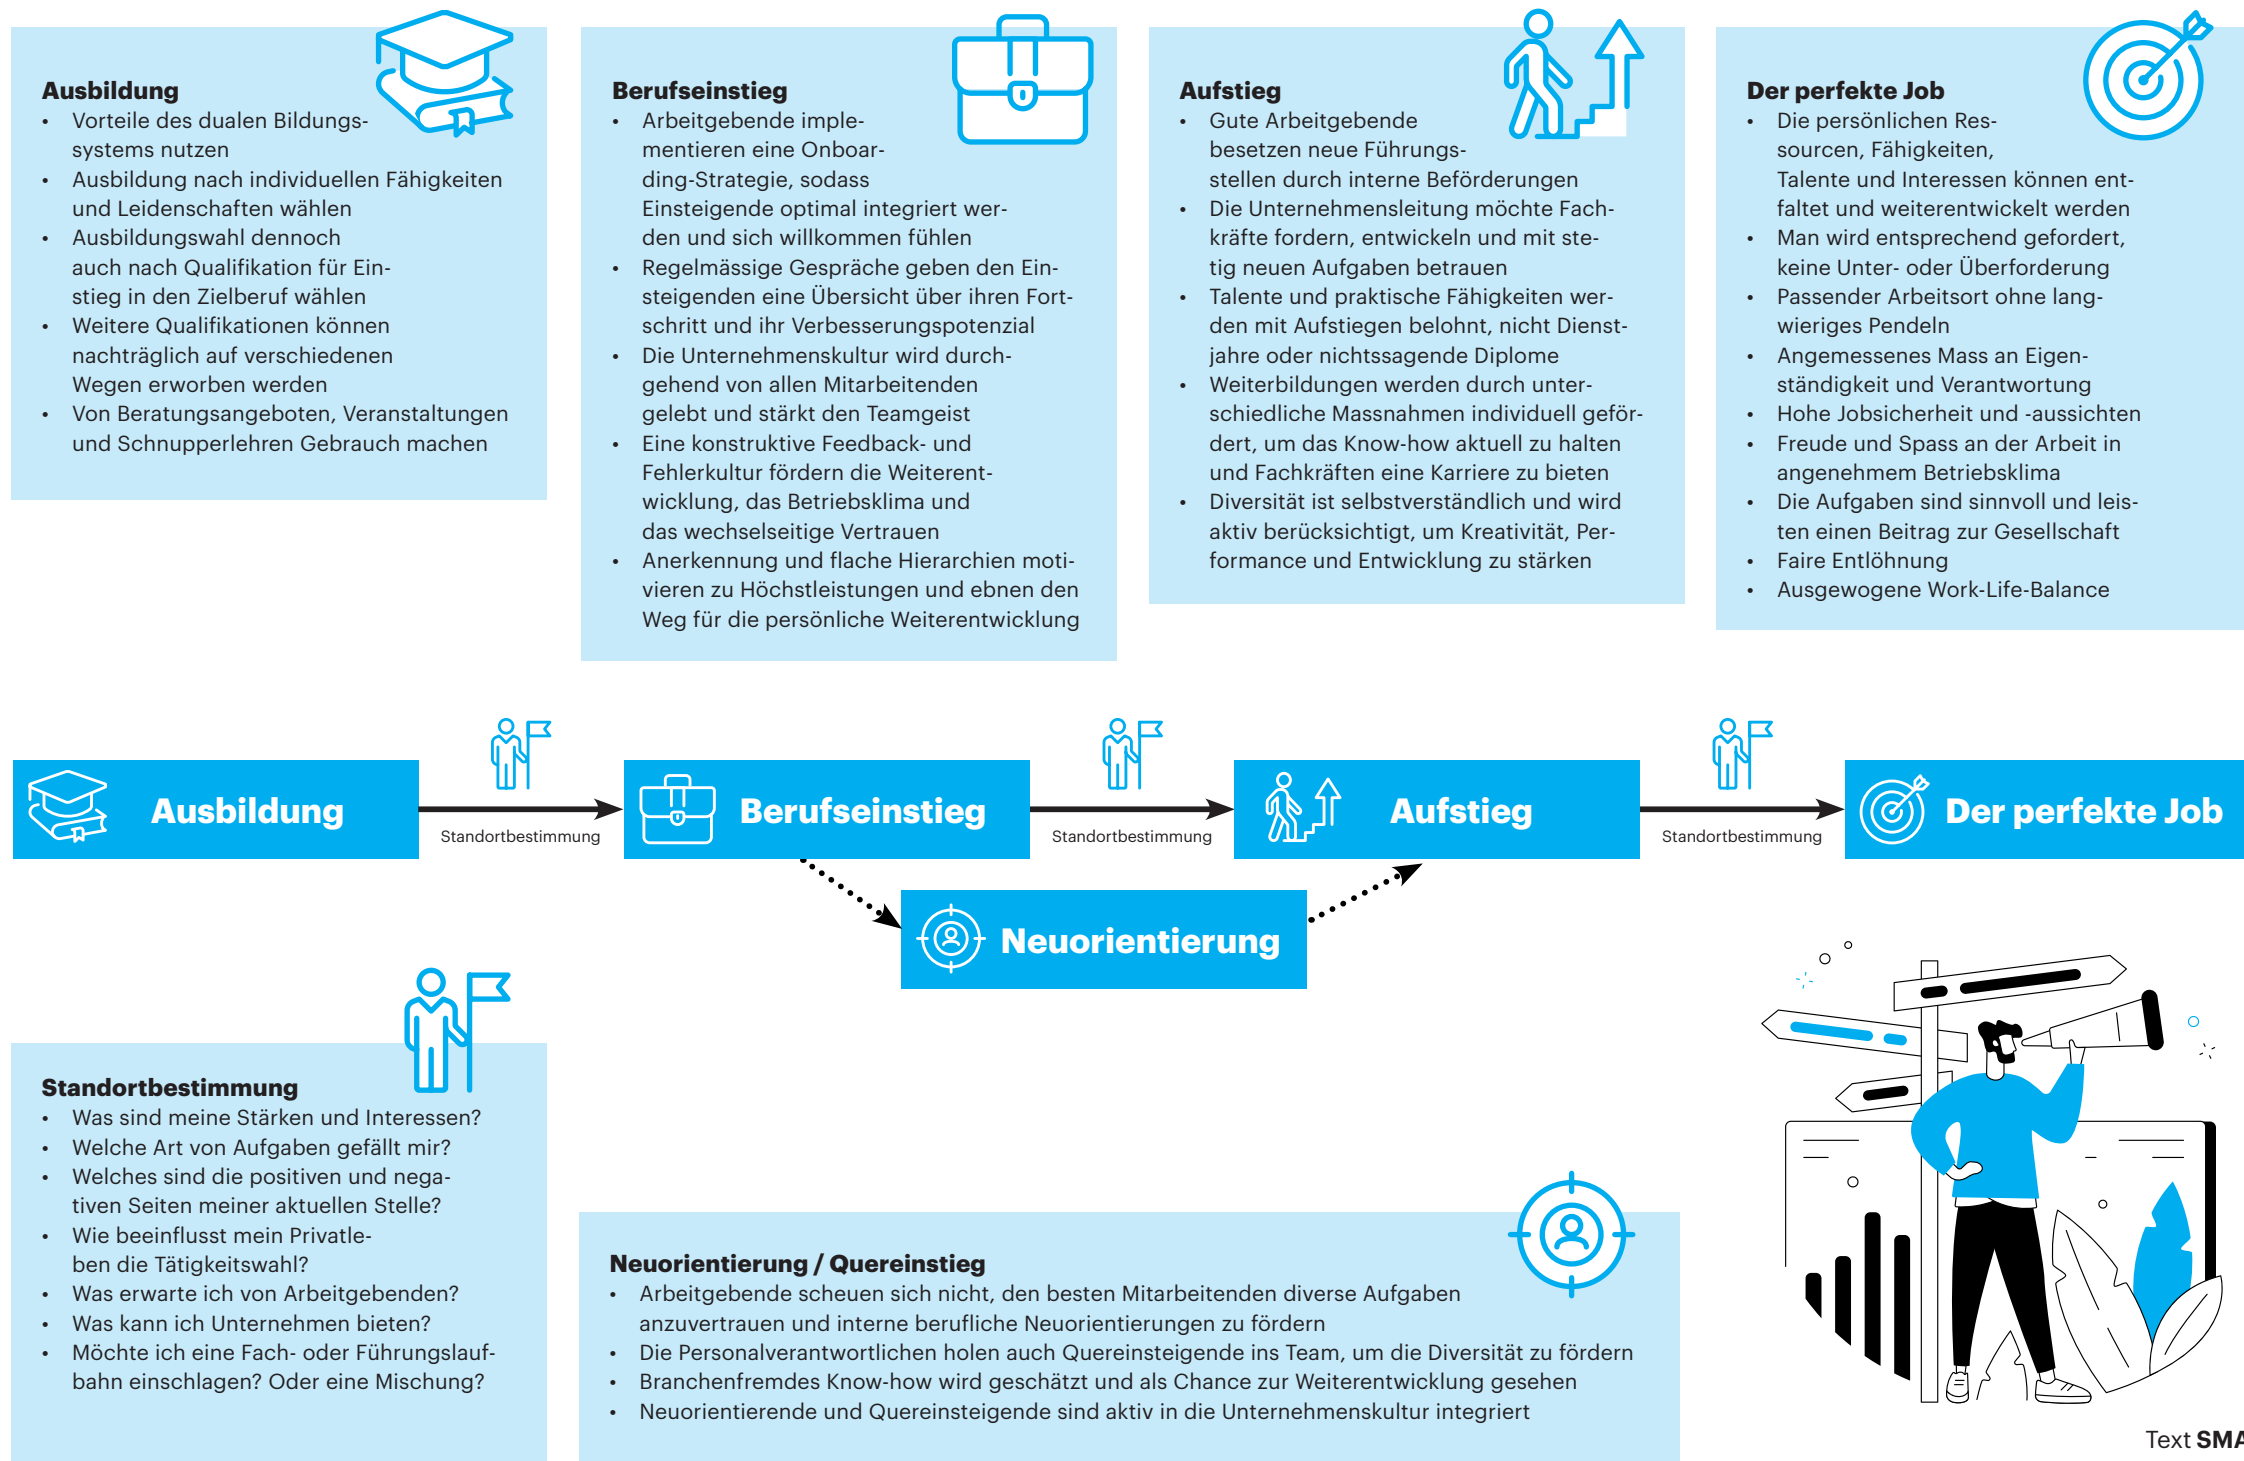 Ausbildung
• Vorteile des dualen Bildungs-
systems nutzen
• Ausbildung nach individuellen Fähigkeiten
und Leidenschaften wählen
• Ausbildungswahl dennoch
auch nach Qualifikation für Ein-
stieg in den Zielberuf wählen
• Weitere Qualifikationen können
nachträglich auf verschiedenen
Wegen erworben werden
• Von Beratungsangeboten, Veranstaltungen
und Schnupperlehren Gebrauch machen
Berufseinstieg
• Arbeitgebende imple-
mentieren eine Onboar-
ding-Strategie, sodass
Einsteigende optimal integriert wer-
den und sich willkommen fühlen
• Regelmässige Gespräche geben den Ein-
steigenden eine Übersicht über ihren Fort-
schritt und ihr Verbesserungspotenzial
• Die Unternehmenskultur wird durch-
gehend von allen Mitarbeitenden
gelebt und stärkt den Teamgeist
• Eine konstruktive Feedback- und
Fehlerkultur fördern die Weiterent-
wicklung, das Betriebsklima und
das wechselseitige Vertrauen
• Anerkennung und flache Hierarchien moti-
vieren zu Höchstleistungen und ebnen den
Weg für die persönliche Weiterentwicklung
Aufstieg
• Gute Arbeitgebende
besetzen neue Führungs-
stellen durch interne Beförderungen
• Die Unternehmensleitung möchte Fach-
kräfte fordern, entwickeln und mit ste-
tig neuen Aufgaben betrauen
• Talente und praktische Fähigkeiten wer-
den mit Aufstiegen belohnt, nicht Dienst-
jahre oder nichtssagende Diplome
• Weiterbildungen werden durch unter-
schiedliche Massnahmen individuell geför-
dert, um das Know-how aktuell zu halten
und Fachkräften eine Karriere zu bieten
• Diversität ist selbstverständlich und wird
aktiv berücksichtigt, um Kreativität, Per-
formance und Entwicklung zu stärken
Der perfekte Job
• Die persönlichen Res-
sourcen, Fähigkeiten,
Talente und Interessen können ent-
faltet und weiterentwickelt werden
• Man wird entsprechend gefordert,
keine Unter- oder Überforderung
• Passender Arbeitsort ohne lang-
wieriges Pendeln
• Angemessenes Mass an Eigen-
ständigkeit und Verantwortung
• Hohe Jobsicherheit und -aussichten
• Freude und Spass an der Arbeit in
angenehmem Betriebsklima
• Die Aufgaben sind sinnvoll und leis-
ten einen Beitrag zur Gesellschaft
• Faire Entlöhnung
• Ausgewogene Work-Life-Balance
Ausbildung
Standortbestimmung
Berufseinstieg
Standortbestimmung
Aufstieg
Standortbestimmung
Der perfekte Job
Neuorientierung
Standortbestimmung
• Was sind meine Stärken und Interessen?
• Welche Art von Aufgaben gefällt mir?
• Welches sind die positiven und nega-
tiven Seiten meiner aktuellen Stelle?
• Wie beeinflusst mein Privatle-
ben die Tätigkeitswahl?
• Was erwarte ich von Arbeitgebenden?
• Was kann ich Unternehmen bieten?
• Möchte ich eine Fach- oder Führungslauf-
bahn einschlagen? Oder eine Mischung?
Neuorientierung / Quereinstieg
• Arbeitgebende scheuen sich nicht, den besten Mitarbeitenden diverse Aufgaben
anzuvertrauen und interne berufliche Neuorientierungen zu fördern
• Die Personalverantwortlichen holen auch Quereinsteigende ins Team, um die Diversität zu fördern
• Branchenfremdes Know-how wird geschätzt und als Chance zur Weiterentwicklung gesehen
• Neuorientierende und Quereinsteigende sind aktiv in die Unternehmenskultur integriert
Text SMA